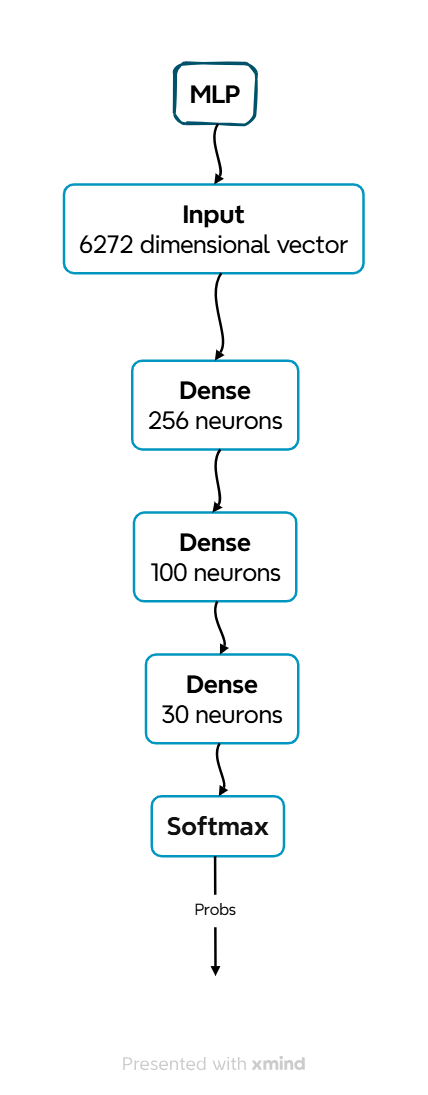 MLP
Input
6272 dimensional vector
Dense
256 neurons
Dense
100 neurons
Dense
30 neurons
Softmax
Probs
Presented with xmind